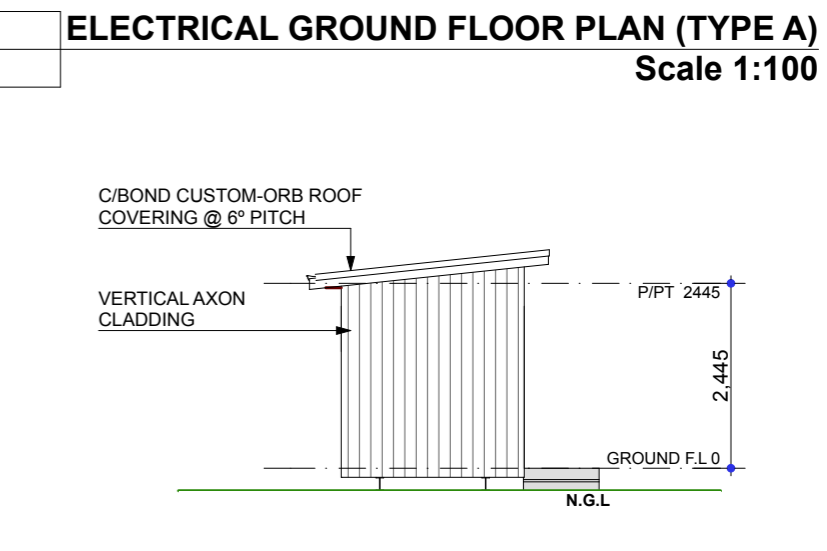 ELECTRICAL GROUND FLOOR PLAN (TYPE A)
Scale 1:100
C/BOND CUSTOM-ORB ROOF
COVERING @ 6º PITCH
VERTICAL AXON
CLADDING
P/PT 2445
2,445
GROUND F.L 0
N.G.L